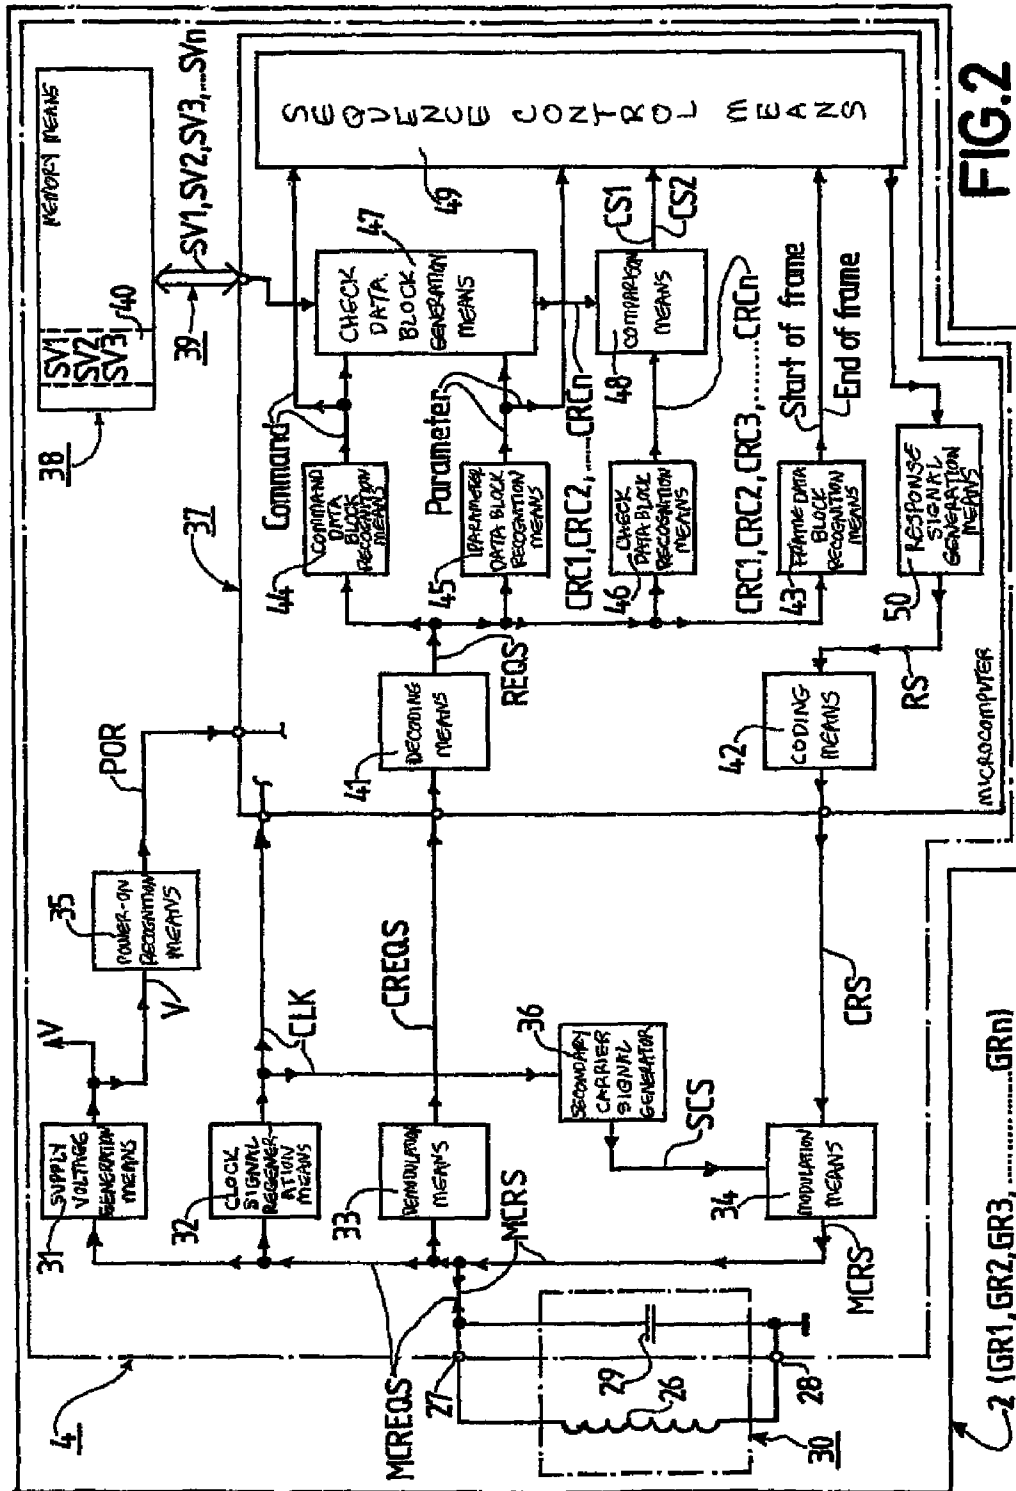 FIG.2
2 (GR1, GR2, GR3, ............GRn)
4
31
SUPPLY
VOLTAGE
GENERATION
MEANS
V
V
35
POWER-ON
RECOGNITION
MEANS
POR
32
CLOCK
SIGNAL
REGENER-
ATION
MEANS
CLK
33
DEMODULATION
MEANS
CREQS
36
SECONDARY
CARRIER
SIGNAL
GENERATOR
SCS
34
MODULATION
MEANS
MCRS
MCRS
CRS
MCREQS
27
28
29
26
30
38
MEMORY MEANS
SV1
SV2
SV3
40
39
SV1,SV2,SV3,....SVn
37
MICROCOMPUTER
41
DECODING
MEANS
REQS
42
CODING
MEANS
RS
44
COMMAND
DATA
BLOCK
RECOGNITION
MEANS
Command
45
PARAMETER
DATA BLOCK
RECOGNITION
MEANS
Parameter
46
CHECK
DATA BLOCK
RECOGNITION
MEANS
CRC1,CRC2,......CRCn
43
FRAME DATA
BLOCK
RECOGNITION
MEANS
CRC1,CRC2,CRC3,.........CRCn
Start of frame
End of frame
47
CHECK
DATA
BLOCK
GENERATION
MEANS
48
COMPARISON
MEANS
CS1
CS2
49
SEQUENCE CONTROL MEANS
50
RESPONSE
SIGNAL
GENERATION
MEANS